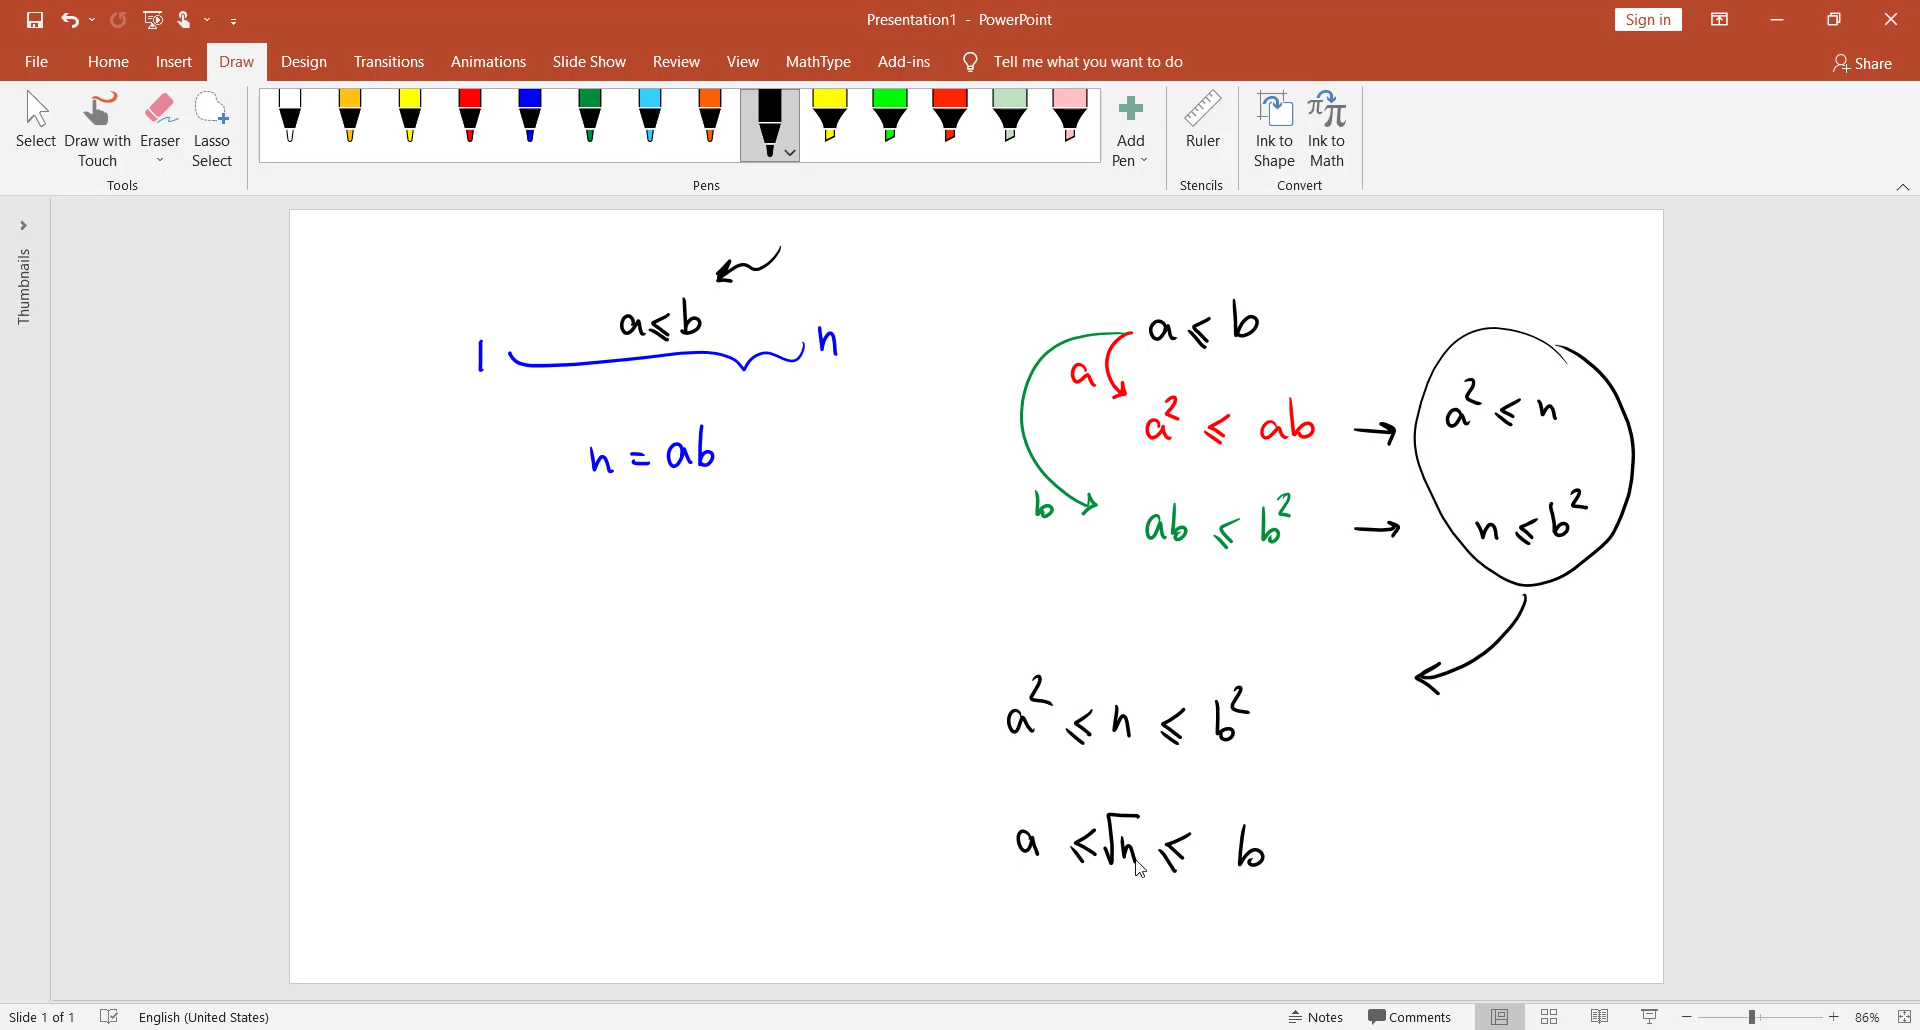 Presentation1 - PowerPoint
Sign in
File Home Insert Draw Design Transitions Animations Slide Show Review View MathType Add-ins Tell me what you want to do
Share
Select
Draw with Touch
Eraser
Lasso Select
Add Pen
Ruler
Ink to Shape
Ink to Math
Tools Pens Stencils Convert
Thumbnails
a ⩽ b
1 n
n = ab
a ⩽ b
a
a² ⩽ ab → a² ⩽ n
b
ab ⩽ b² → n ⩽ b²
a² ⩽ n ⩽ b²
a ⩽ √n ⩽ b
Slide 1 of 1 English (United States) Notes Comments 86%